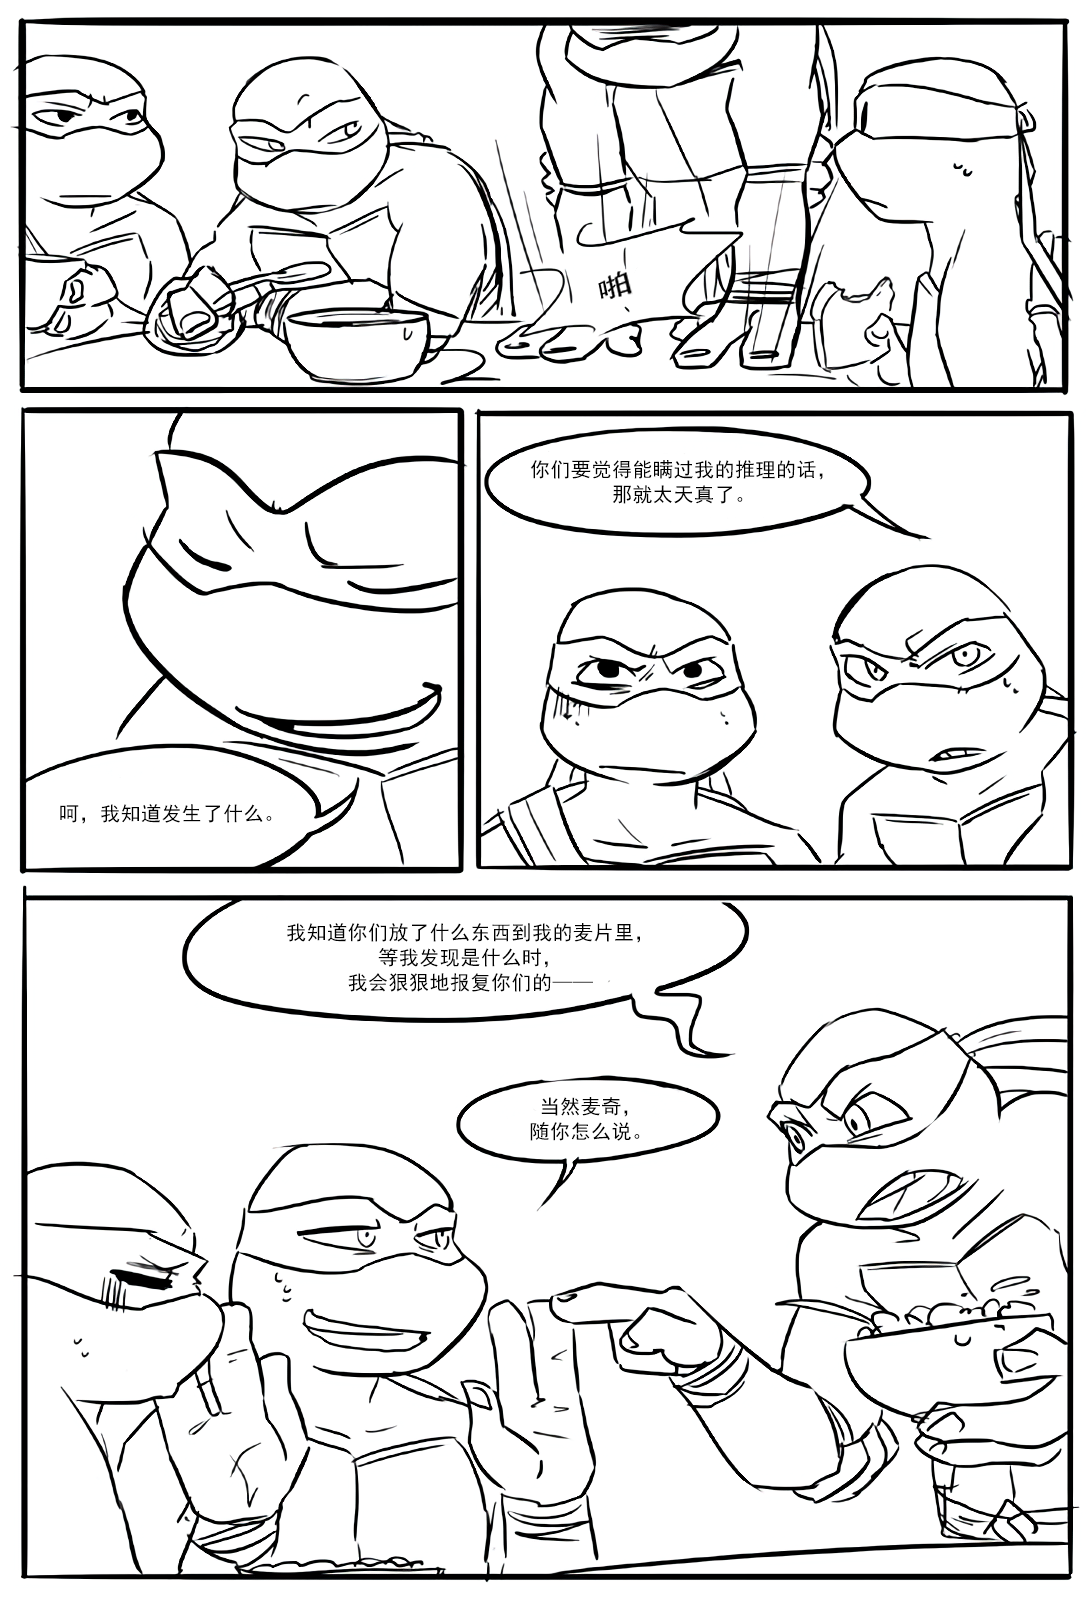 啪
呵，我知道发生了什么。
你们要觉得能瞒过我的推理的话，
那就太天真了。
我知道你们放了什么东西到我的麦片里，
等我发现是什么时，
我会狠狠地报复你们的——
当然麦奇，
随你怎么说。